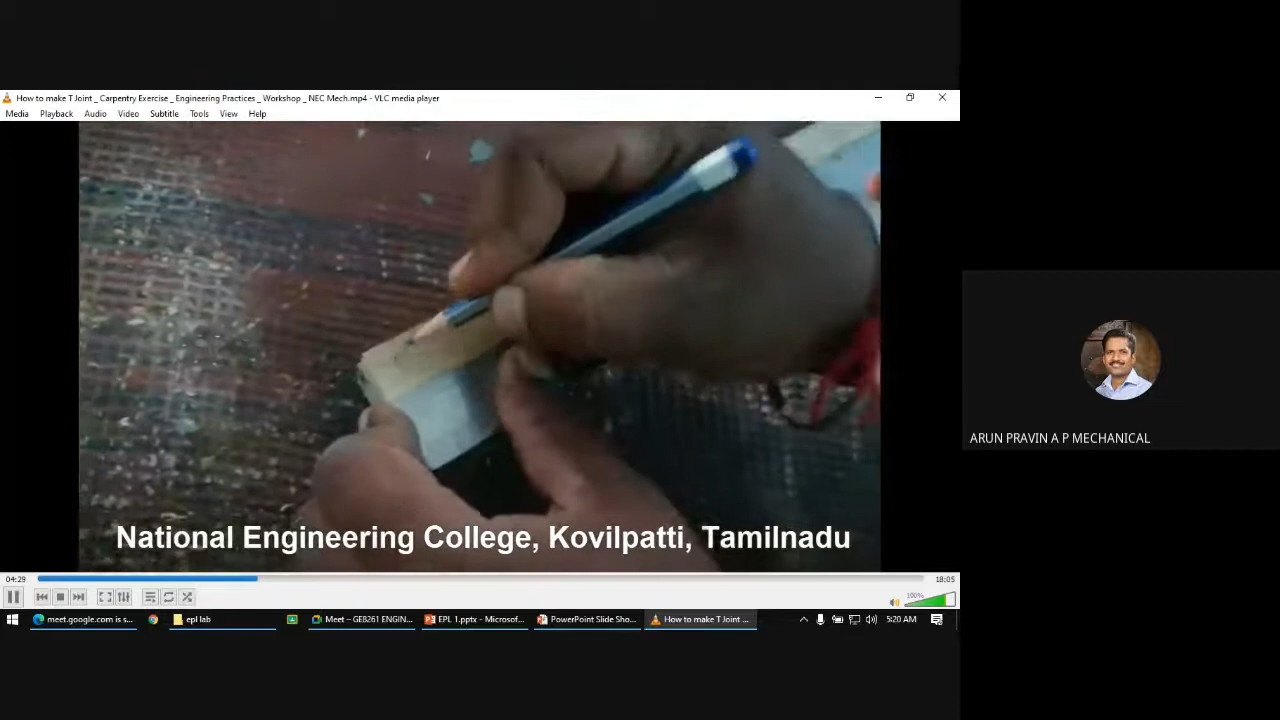 How to make T Joint _ Carpentry Exercise _ Engineering Practices _ Workshop _ NEC Mech.mp4 - VLC media player
Media Playback Audio Video Subtitle Tools View Help
National Engineering College, Kovilpatti, Tamilnadu
04:29 18:05
100%
ARUN PRAVIN A P MECHANICAL
meet.google.com is s... epl lab Meet – GE8261 ENGIN... EPL 1.pptx - Microsof... PowerPoint Slide Sho... How to make T Joint ... 5:20 AM